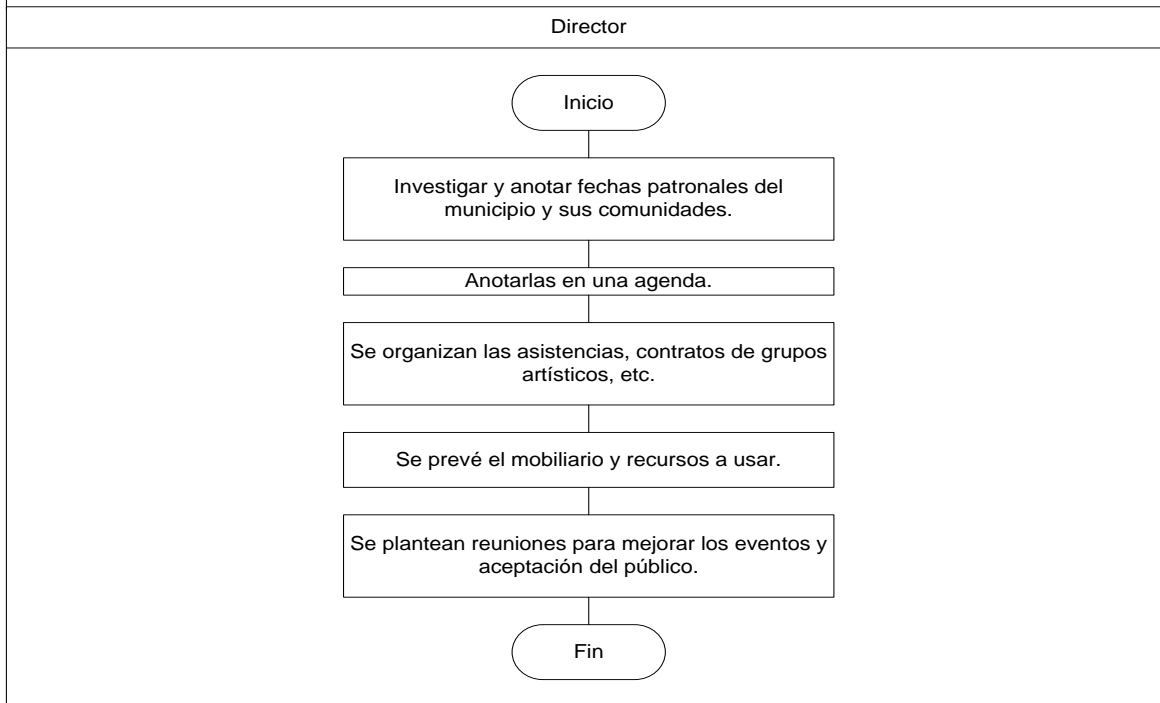 Director
Inicio
Investigar y anotar fechas patronales del
municipio y sus comunidades.
Anotarlas en una agenda.
Se organizan las asistencias, contratos de grupos
artísticos, etc.
Se prevé el mobiliario y recursos a usar.
Se plantean reuniones para mejorar los eventos y
aceptación del público.
Fin